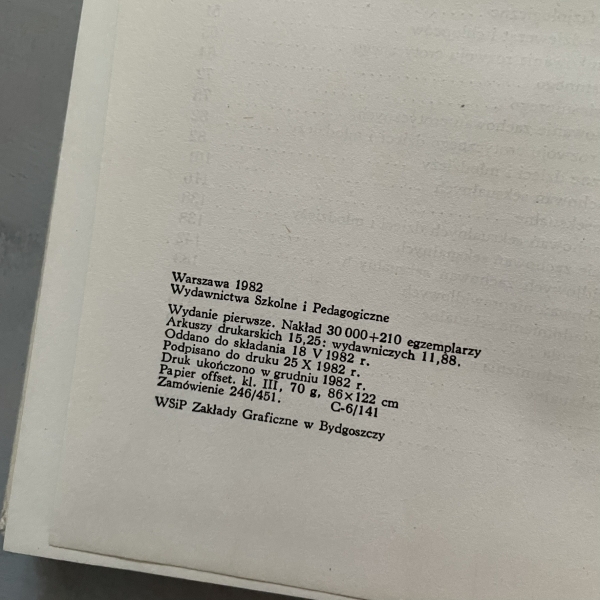 Warszawa 1982
Wydawnictwa Szkolne i Pedagogiczne
Wydanie pierwsze. Nakład 30 000+210 egzemplarzy
Arkuszy drukarskich 15,25: wydawniczych 11,88.
Oddano do składania 18 V 1982 r.
Podpisano do druku 25 X 1982 r.
Druk ukończono w grudniu 1982 r.
Papier offset. kl. III, 70 g, 86×122 cm
Zamówienie 246/451. C-6/141
WSiP Zakłady Graficzne w Bydgoszczy